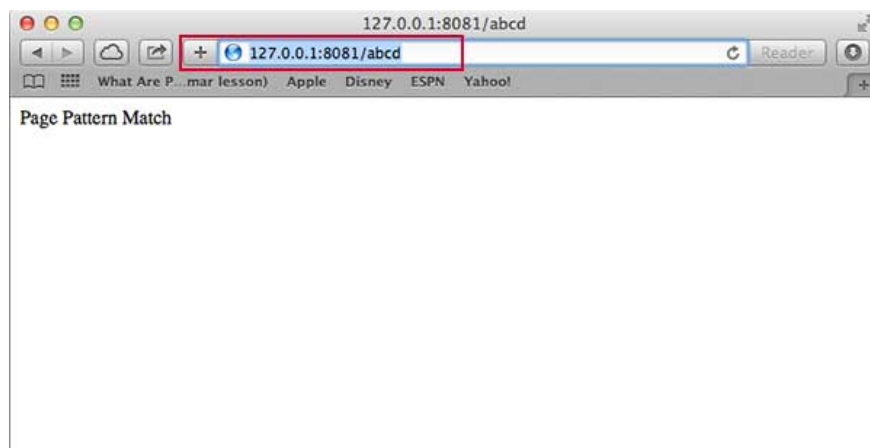 127.0.0.1:8081/abcd
127.0.0.1:8081/abcd
Reader
What Are P...mar lesson) Apple Disney ESPN Yahoo!
Page Pattern Match